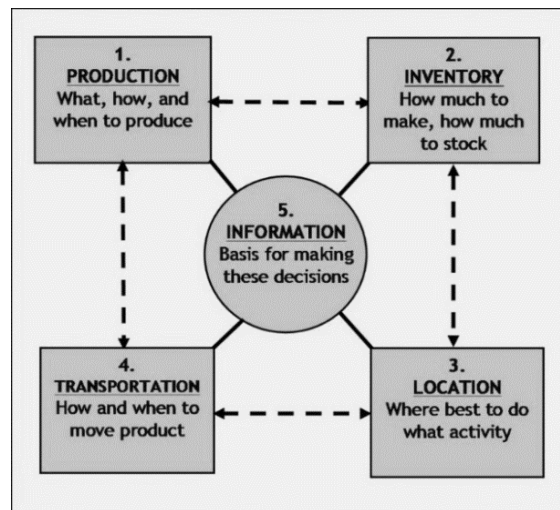 1.
PRODUCTION
What, how, and
when to produce
2.
INVENTORY
How much to
make, how much
to stock
5.
INFORMATION
Basis for making
these decisions
4.
TRANSPORTATION
How and when to
move product
3.
LOCATION
Where best to do
what activity